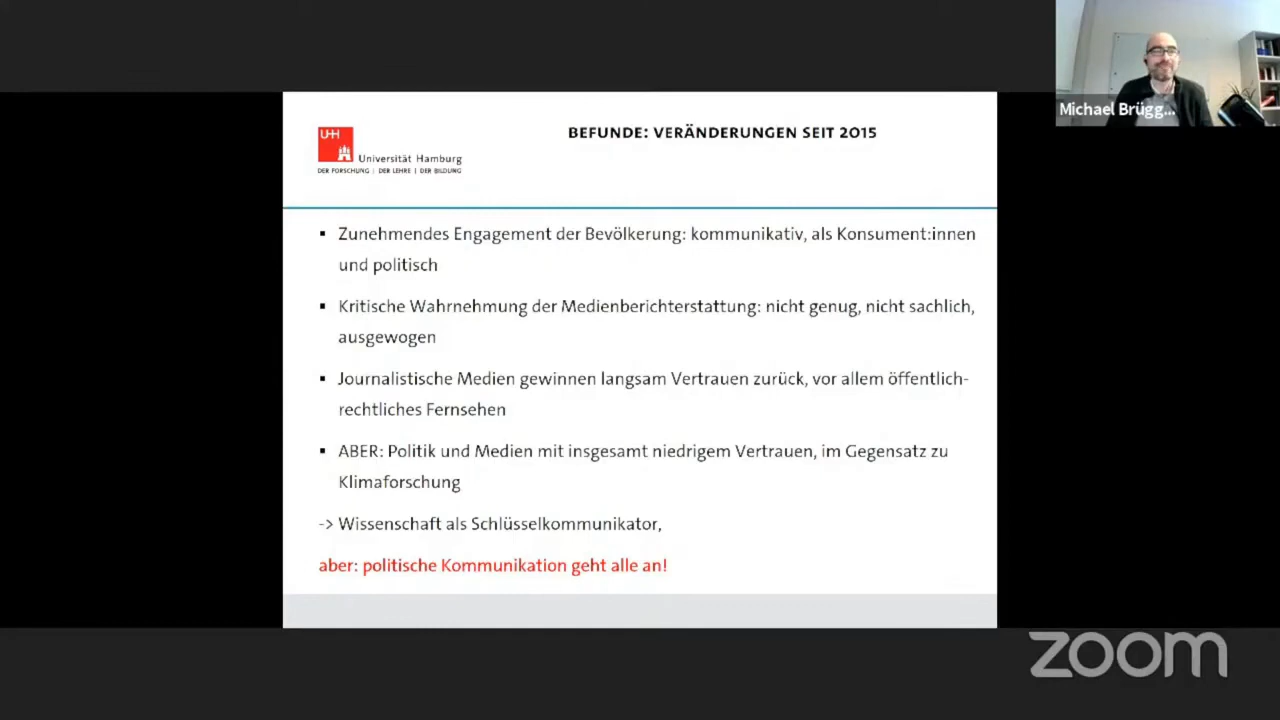 Michael Brügg...
BEFUNDE: VERÄNDERUNGEN SEIT 2015
UH
Universität Hamburg
DER FORSCHUNG | DER LEHRE | DER BILDUNG
▪ Zunehmendes Engagement der Bevölkerung: kommunikativ, als Konsument:innen
und politisch
▪ Kritische Wahrnehmung der Medienberichterstattung: nicht genug, nicht sachlich,
ausgewogen
▪ Journalistische Medien gewinnen langsam Vertrauen zurück, vor allem öffentlich-
rechtliches Fernsehen
▪ ABER: Politik und Medien mit insgesamt niedrigem Vertrauen, im Gegensatz zu
Klimaforschung
-> Wissenschaft als Schlüsselkommunikator,
aber: politische Kommunikation geht alle an!
zoom